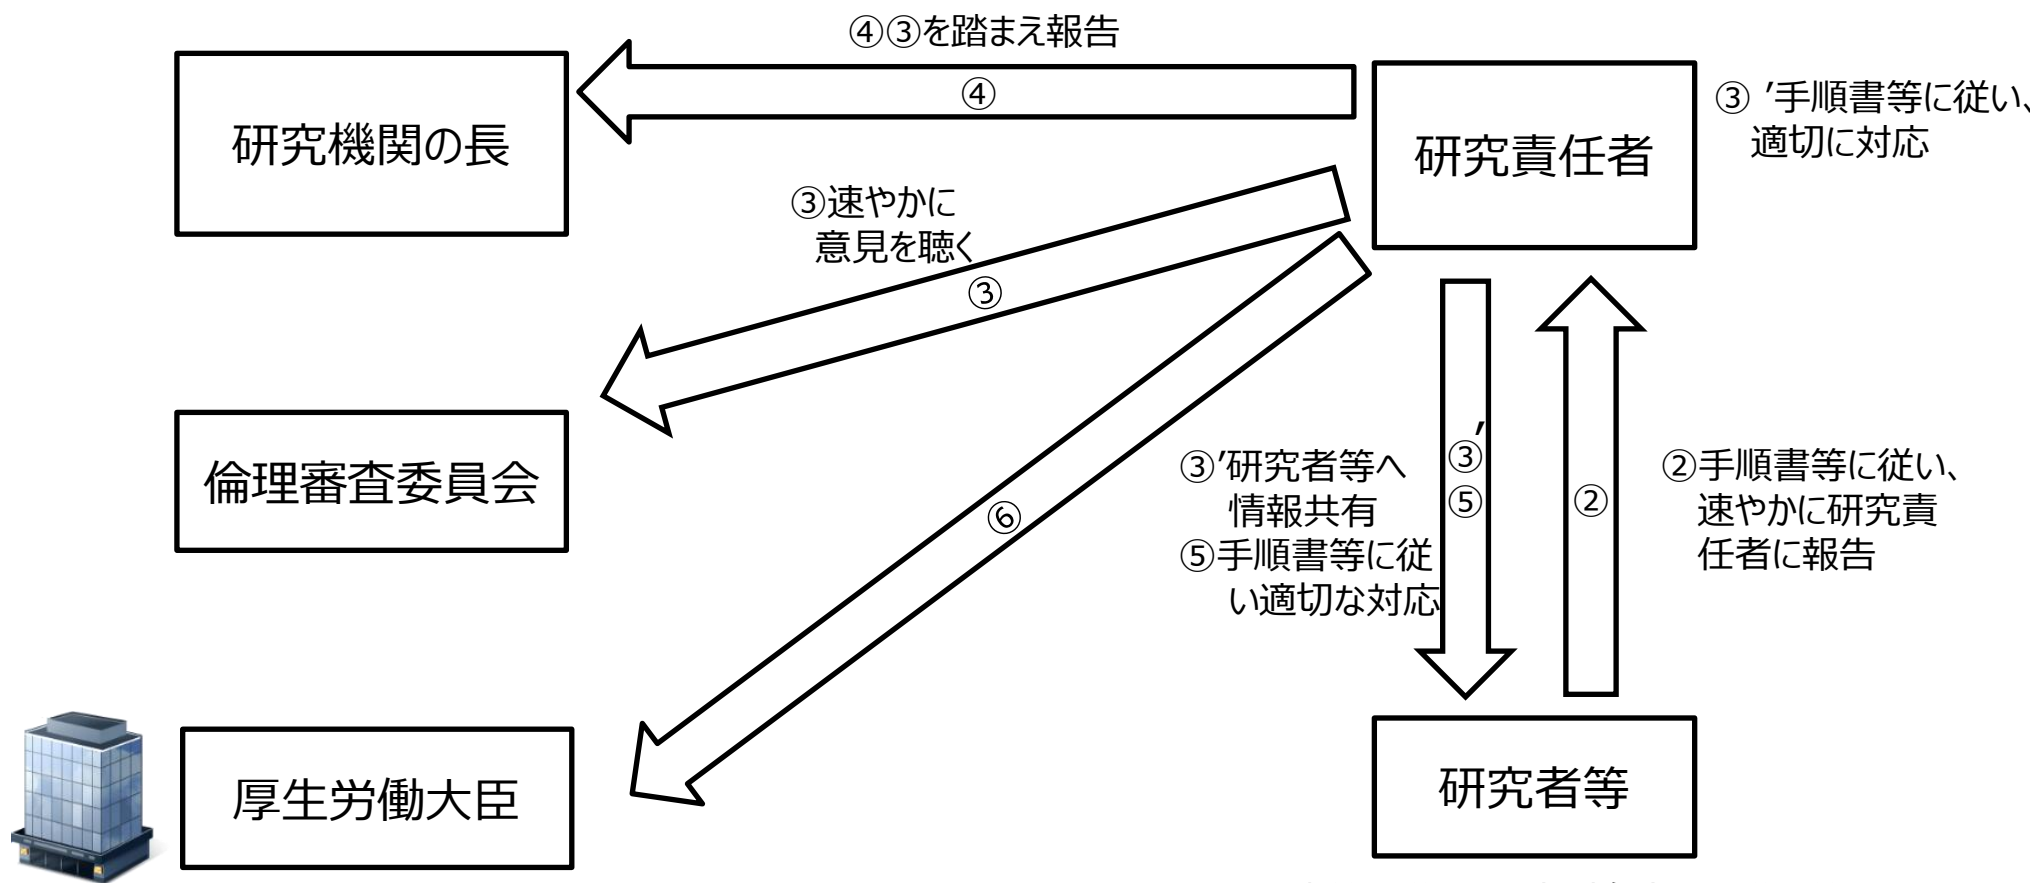 ④③を踏まえ報告
④
研究機関の長
研究責任者
③ '手順書等に従い、
適切に対応
③速やかに
意見を聴く
③
倫理審査委員会
⑥
③'研究者等へ
情報共有
⑤手順書等に従
い適切な対応
③'
⑤
②
②手順書等に従い、
速やかに研究責
任者に報告
厚生労働大臣
研究者等